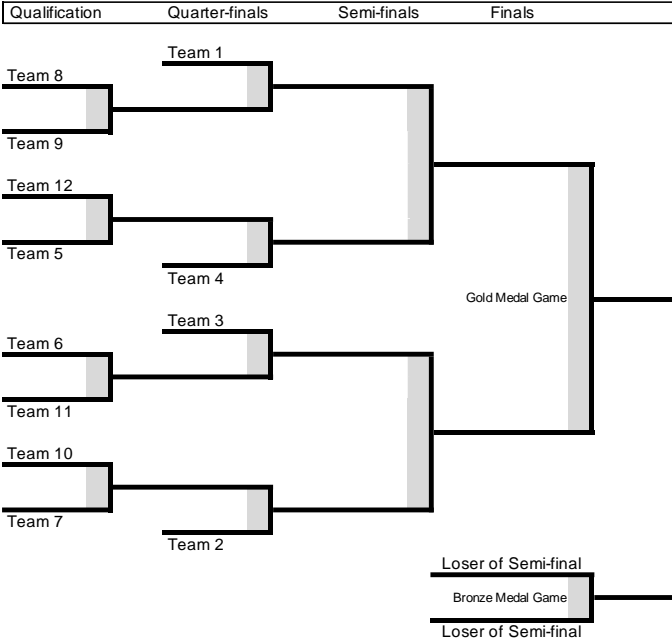 Qualification Quarter-finals Semi-finals Finals
Team 1
Team 8
Team 9
Team 12
Team 5
Team 4
Gold Medal Game
Team 3
Team 6
Team 11
Team 10
Team 7
Team 2
Loser of Semi-final
Bronze Medal Game
Loser of Semi-final